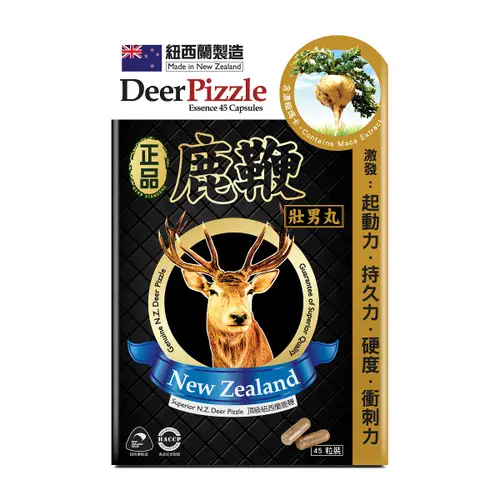 紐西蘭製造
Made in New Zealand
DeerPizzle
Essence 45 Capsules
含濃縮瑪卡·Contains Maca Extract
正品
鹿鞭
壯男丸
激發：起動力·持久力·硬度·衝刺力
Genuine N.Z. Deer Pizzle
Guarantee of Superior Quality
New Zealand
Superior N.Z. Deer Pizzle 頂級紐西蘭鹿鞭
HACCP
45 粒裝